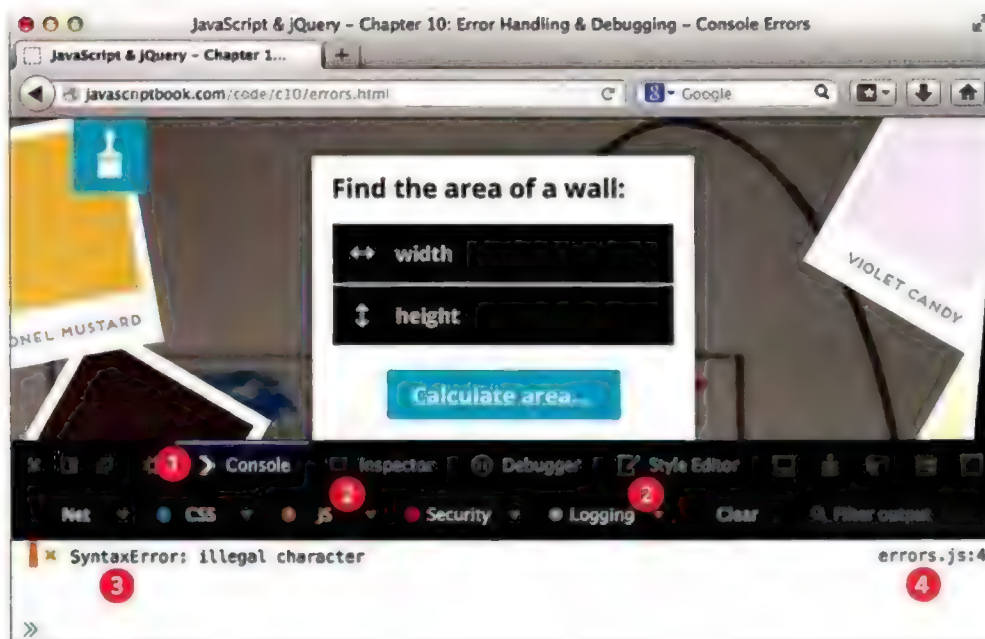 JavaScript & jQuery – Chapter 10: Error Handling & Debugging – Console Errors
JavaScript & jQuery – Chapter 1... +
javascriptbook.com/code/c10/errors.html
Google
Find the area of a wall:
width
height
Calculate area...
ONEL MUSTARD
VIOLET CANDY
1 Console Inspector Debugger Style Editor
2 2
Net CSS JS Security Logging Clear Filter output
SyntaxError: illegal character errors.js:4
3 4